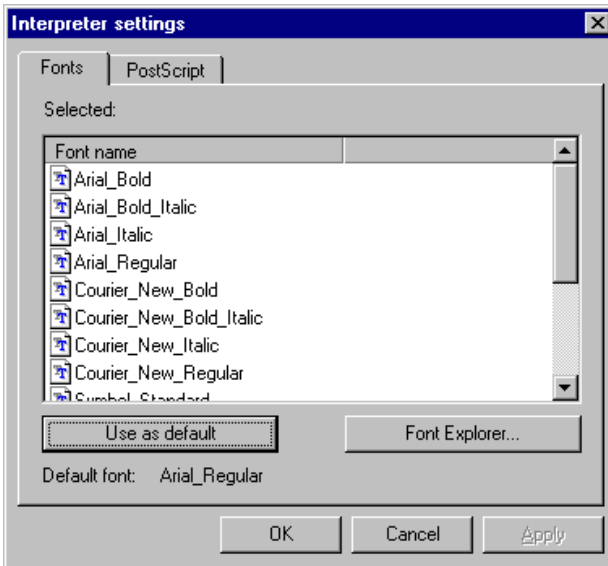 Interpreter settings
Fonts PostScript
Selected:
Font name
Arial_Bold
Arial_Bold_Italic
Arial_Italic
Arial_Regular
Courier_New_Bold
Courier_New_Bold_Italic
Courier_New_Italic
Courier_New_Regular
Symbol_Standard
Use as default Font Explorer...
Default font: Arial_Regular
OK Cancel Apply